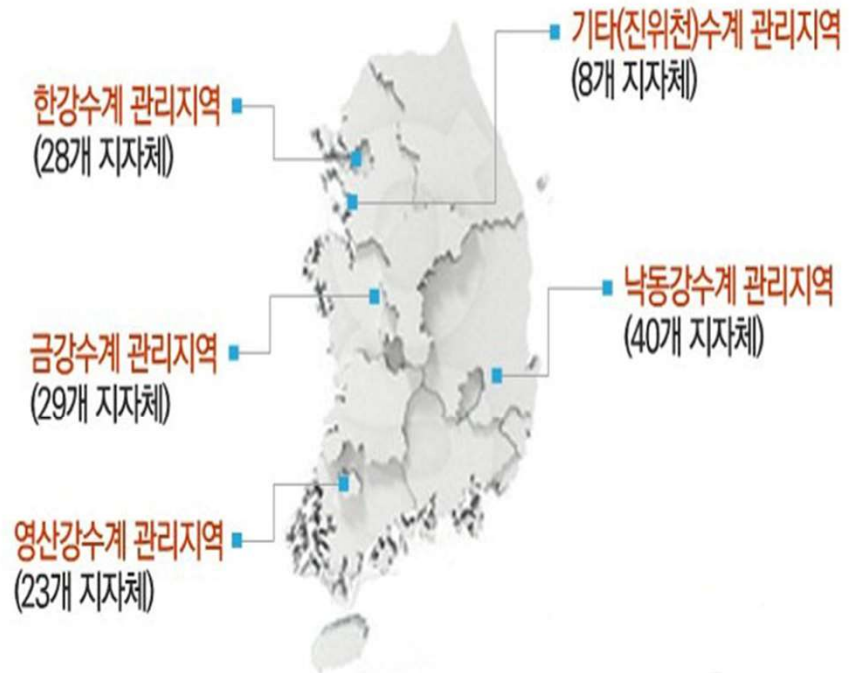 기타(진위천)수계 관리지역
(8개 지자체)
한강수계 관리지역
(28개 지자체)
낙동강수계 관리지역
(40개 지자체)
금강수계 관리지역
(29개 지자체)
영산강수계 관리지역
(23개 지자체)